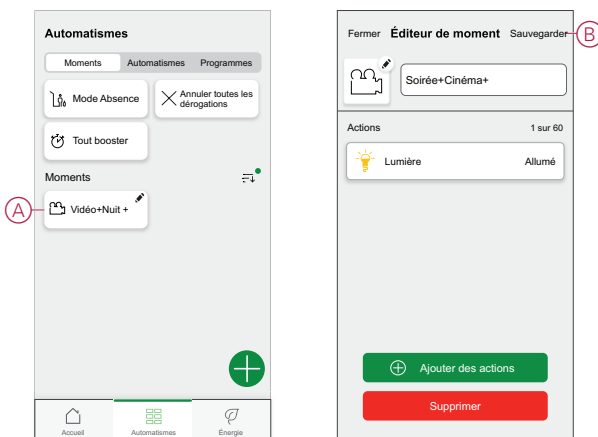 Automatismes
Moments Automatismes Programmes
Mode Absence
Annuler toutes les
dérogations
Tout booster
Moments
A
Vidéo+Nuit +
Accueil Automatismes Énergie
Fermer Éditeur de moment Sauvegarder
B
Soirée+Cinéma+
Actions 1 sur 60
Lumière Allumé
Ajouter des actions
Supprimer